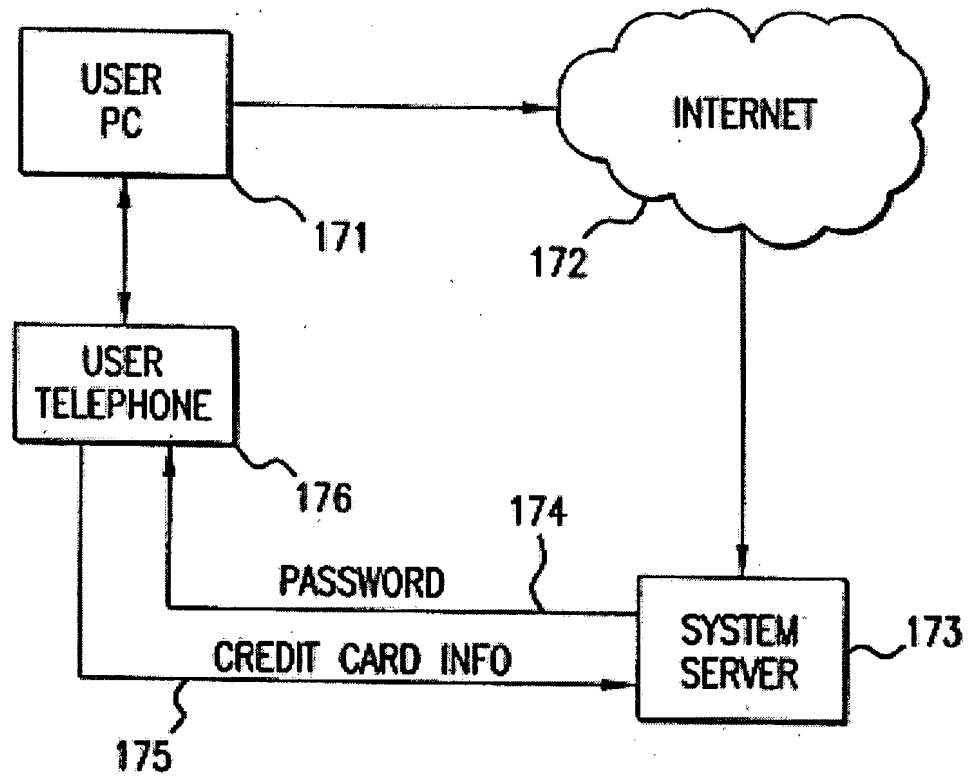 USER
PC
INTERNET
171
172
USER
TELEPHONE
176
174
PASSWORD
SYSTEM
SERVER
173
CREDIT CARD INFO
175